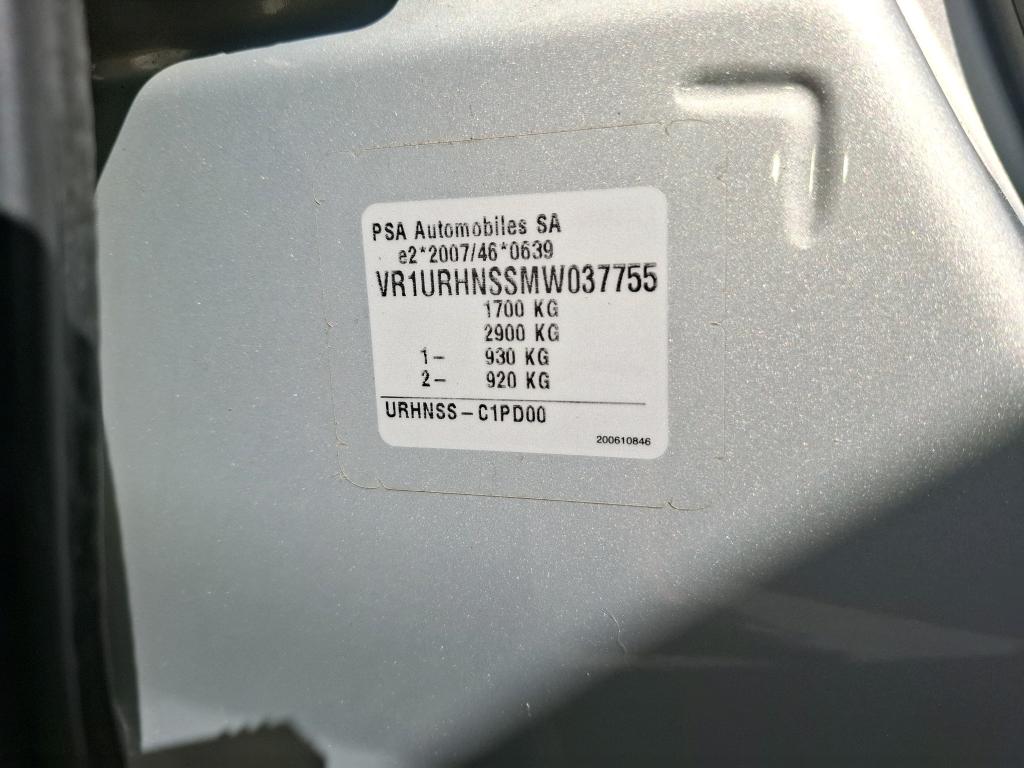 PSA Automobiles SA
e2*2007/46*0639
VR1URHNSSMW037755
1700 KG
2900 KG
1- 930 KG
2- 920 KG
URHNSS-C1PD00
200610846